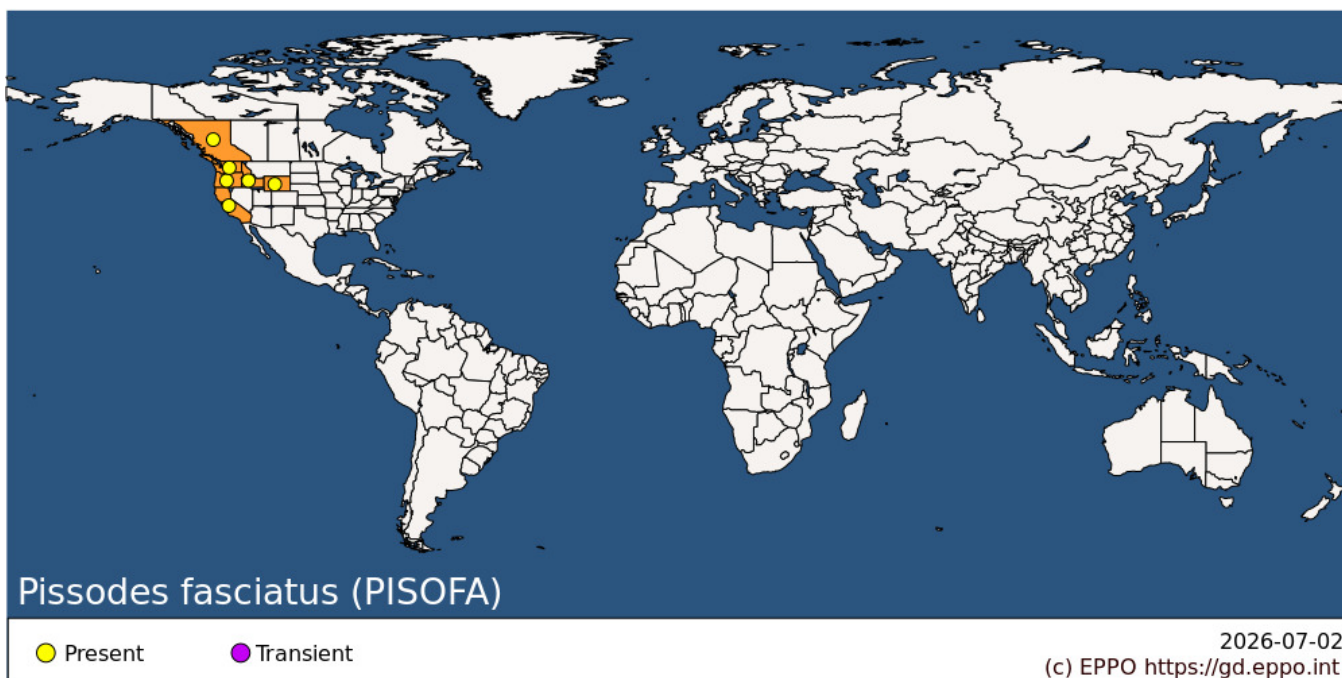 Pissodes fasciatus (PISOFA)
Present
Transient
2026-07-02
(c) EPPO https://gd.eppo.int